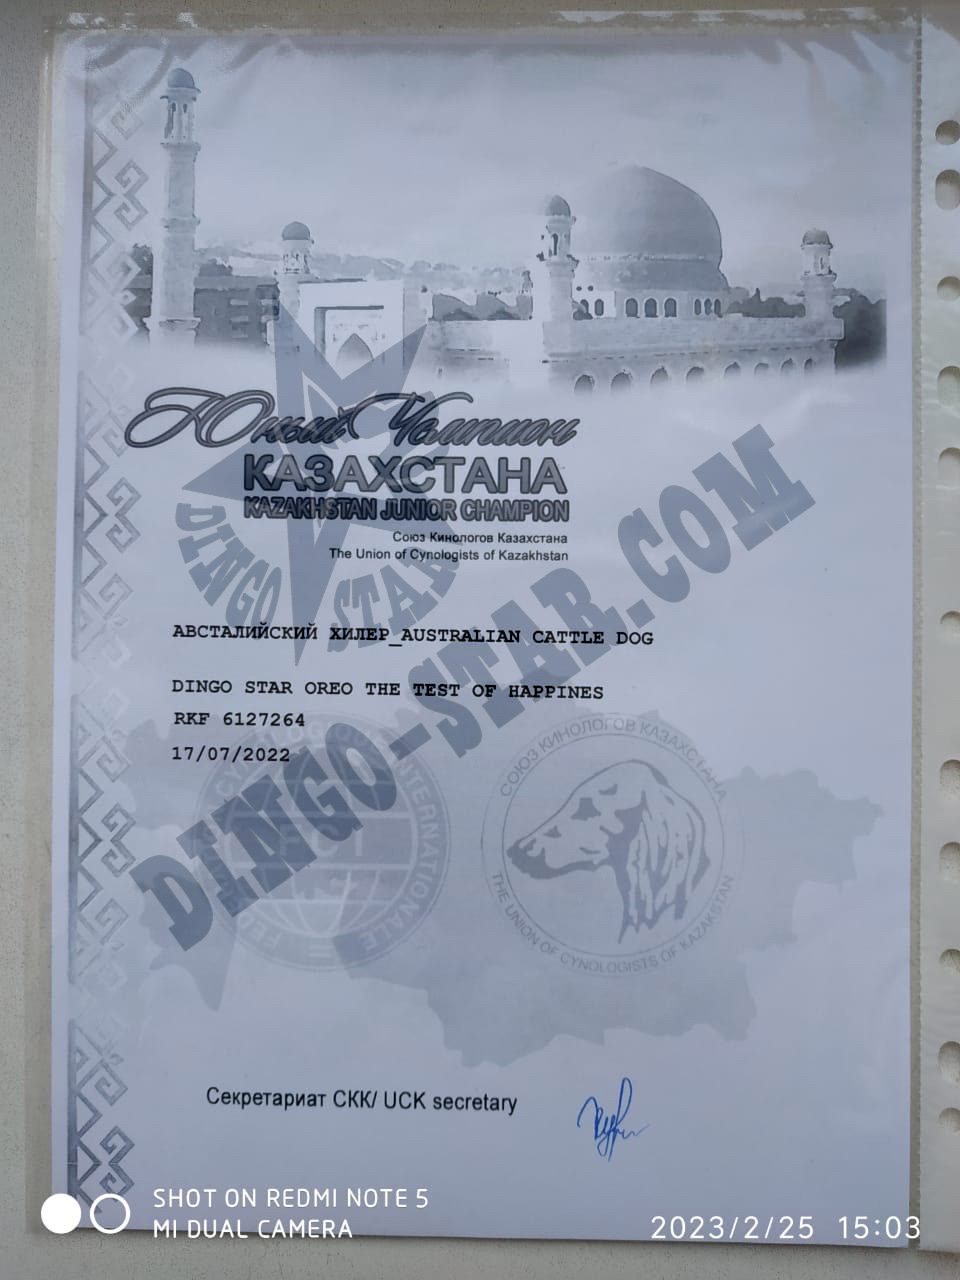 Юный Чемпион
КАЗАХСТАНА
KAZAKHSTAN JUNIOR CHAMPION
Союз Кинологов Казахстана
The Union of Cynologists of Kazakhstan
DINGO STAR
DINGO-STAR.COM
АВСТАЛИЙСКИЙ ХИЛЕР_AUSTRALIAN CATTLE DOG
DINGO STAR OREO THE TEST OF HAPPINES
RKF 6127264
17/07/2022
CYNOLOGIQUE INTERNATIONALE
FCI
СОЮЗ КИНОЛОГОВ КАЗАХСТАНА
THE UNION OF CYNOLOGISTS OF KAZAKSTAN
Секретариат СКК/ UCK secretary
SHOT ON REDMI NOTE 5
MI DUAL CAMERA
2023/2/25 15:03